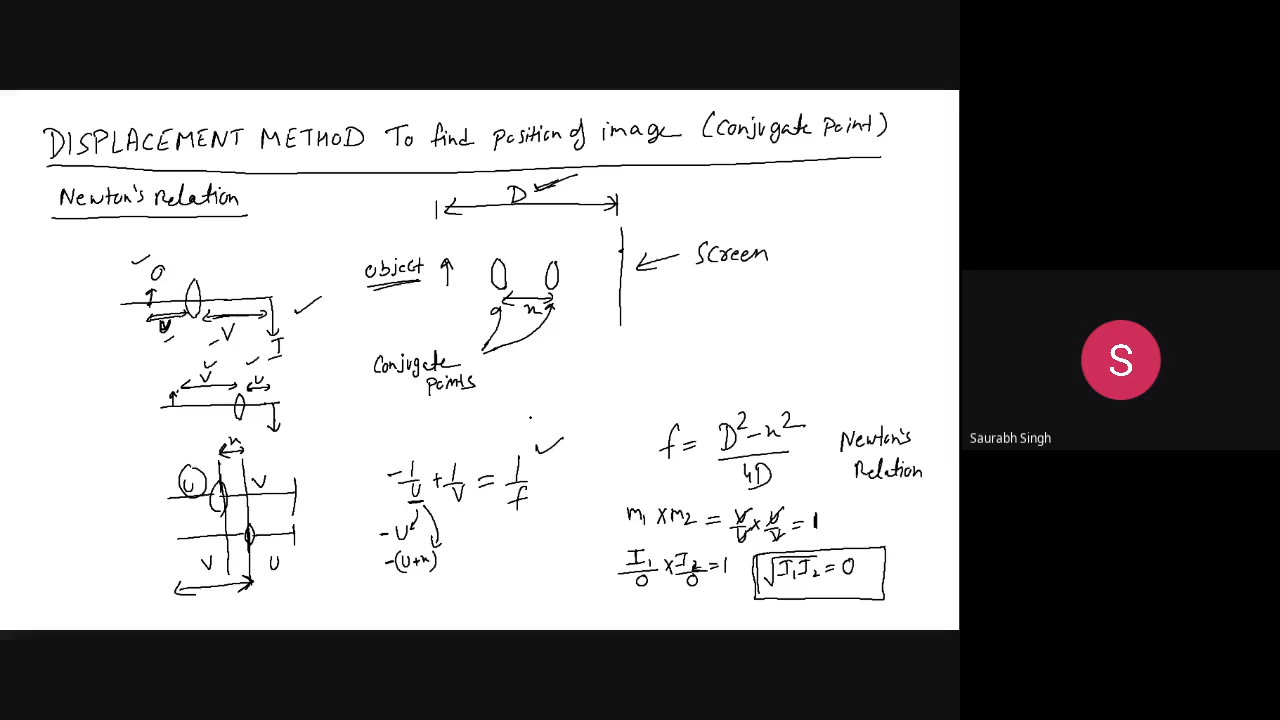 DISPLACEMENT METHOD To find position of image (Conjugate Point)
Newton's Relation
D
O
object
Screen
x
U
V
I
Conjugate
points
V
U
x
U
V
V
U
-1/U + 1/V = 1/f
-U
-(U+x)
f = D²-x²/4D
Newton's
Relation
m₁ × m₂ = V/U × U/V = 1
I₁/O × I₂/O = 1
√I₁I₂ = O
S
Saurabh Singh